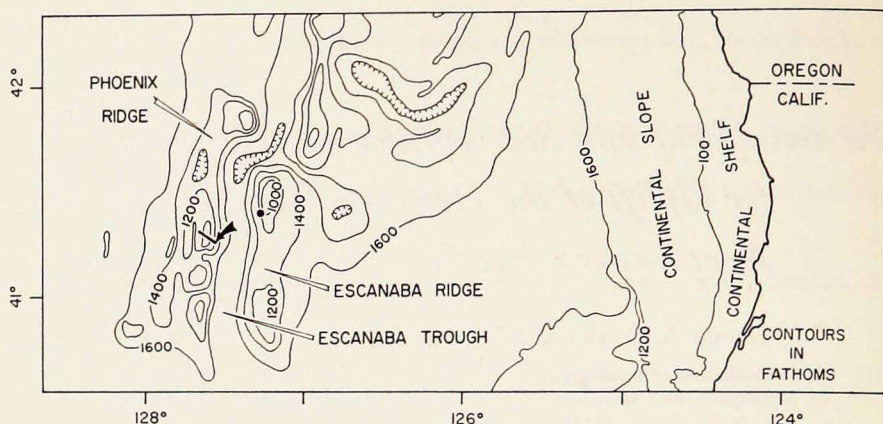 42°
41°
PHOENIX
RIDGE
OREGON
CALIF.
1600
CONTINENTAL SLOPE
100
CONTINENTAL SHELF
1200
1000
1400
1600
1400
ESCANABA RIDGE
1200
ESCANABA TROUGH
1600
1200
CONTOURS
IN
FATHOMS
128°
126°
124°